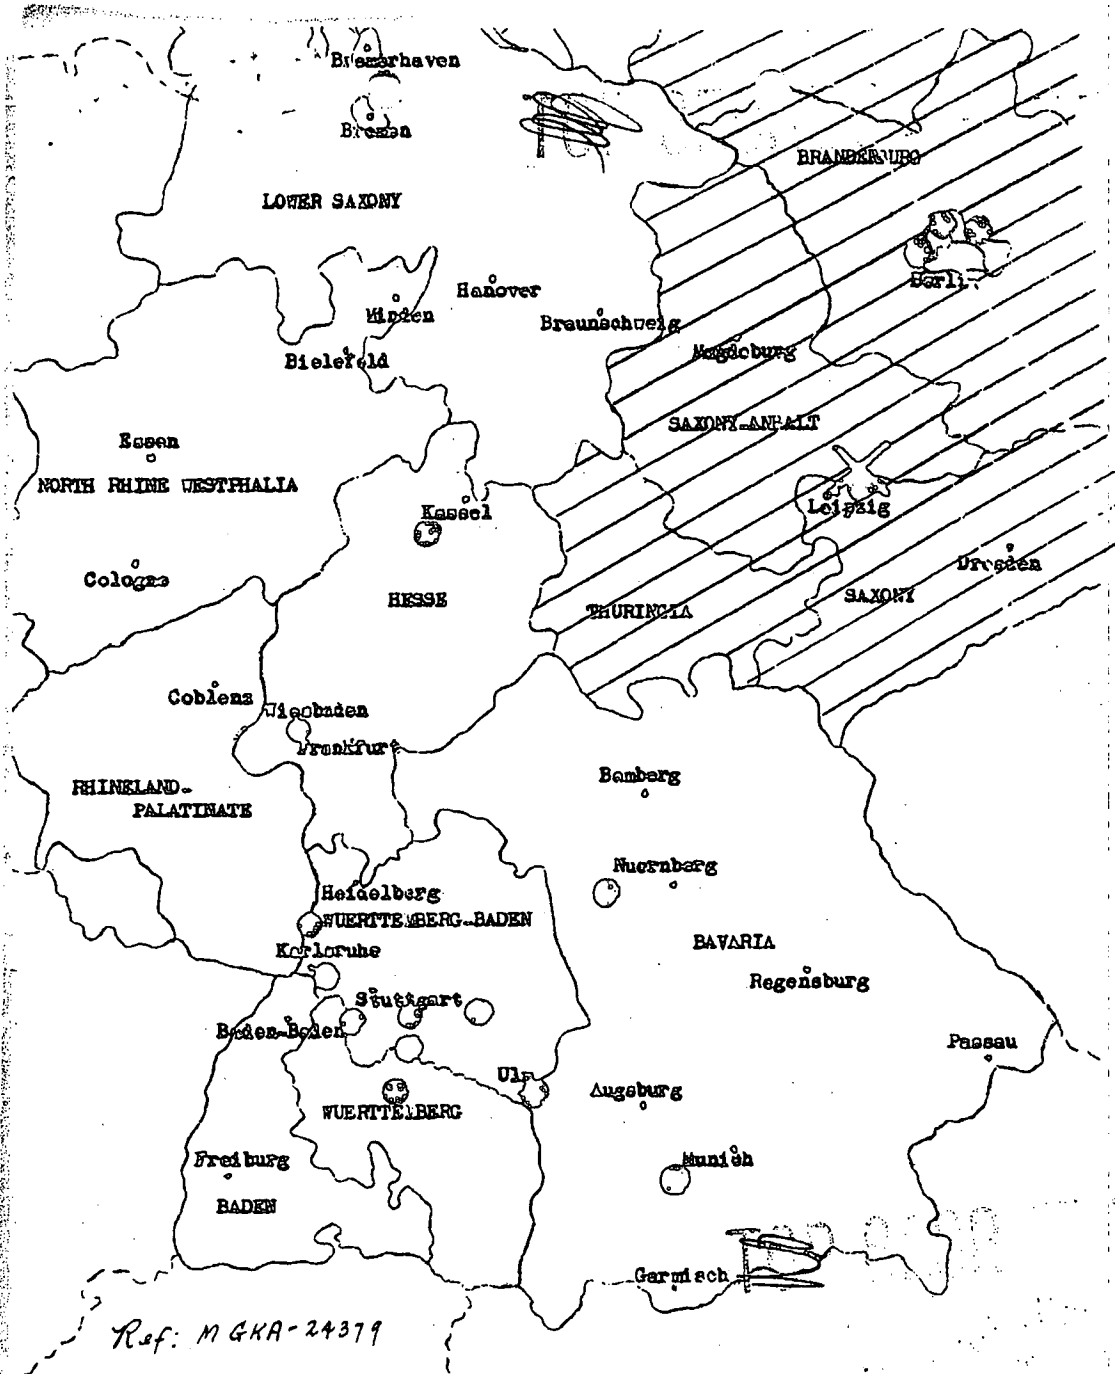 Bremerhaven
Bremen
BRANDENBURG
LOWER SAXONY
Berlin
Hanover
Minden
Braunschweig
Magdeburg
Bielefeld
SAXONY-ANHALT
Essen
NORTH RHINE WESTPHALIA
Leipzig
Kassel
Dresden
Cologne
SAXONY
HESSE
THURINGIA
Coblenz
Wiesbaden
Frankfurt
Bamberg
RHINELAND-
PALATINATE
Nuernberg
Heidelberg
WUERTTEMBERG-BADEN
BAVARIA
Karlsruhe
Regensburg
Stuttgart
Baden-Baden
Passau
Ulm
Augsburg
WUERTTEMBERG
Freiburg
Munich
BADEN
Garmisch
Ref: MGKA-24379